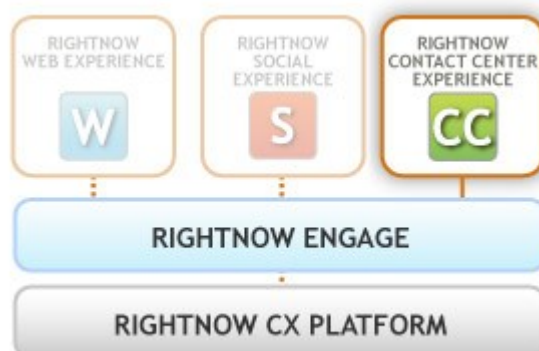 RIGHTNOW
WEB EXPERIENCE
W
RIGHTNOW
SOCIAL
EXPERIENCE
S
RIGHTNOW
CONTACT CENTER
EXPERIENCE
CC
RIGHTNOW ENGAGE
RIGHTNOW CX PLATFORM